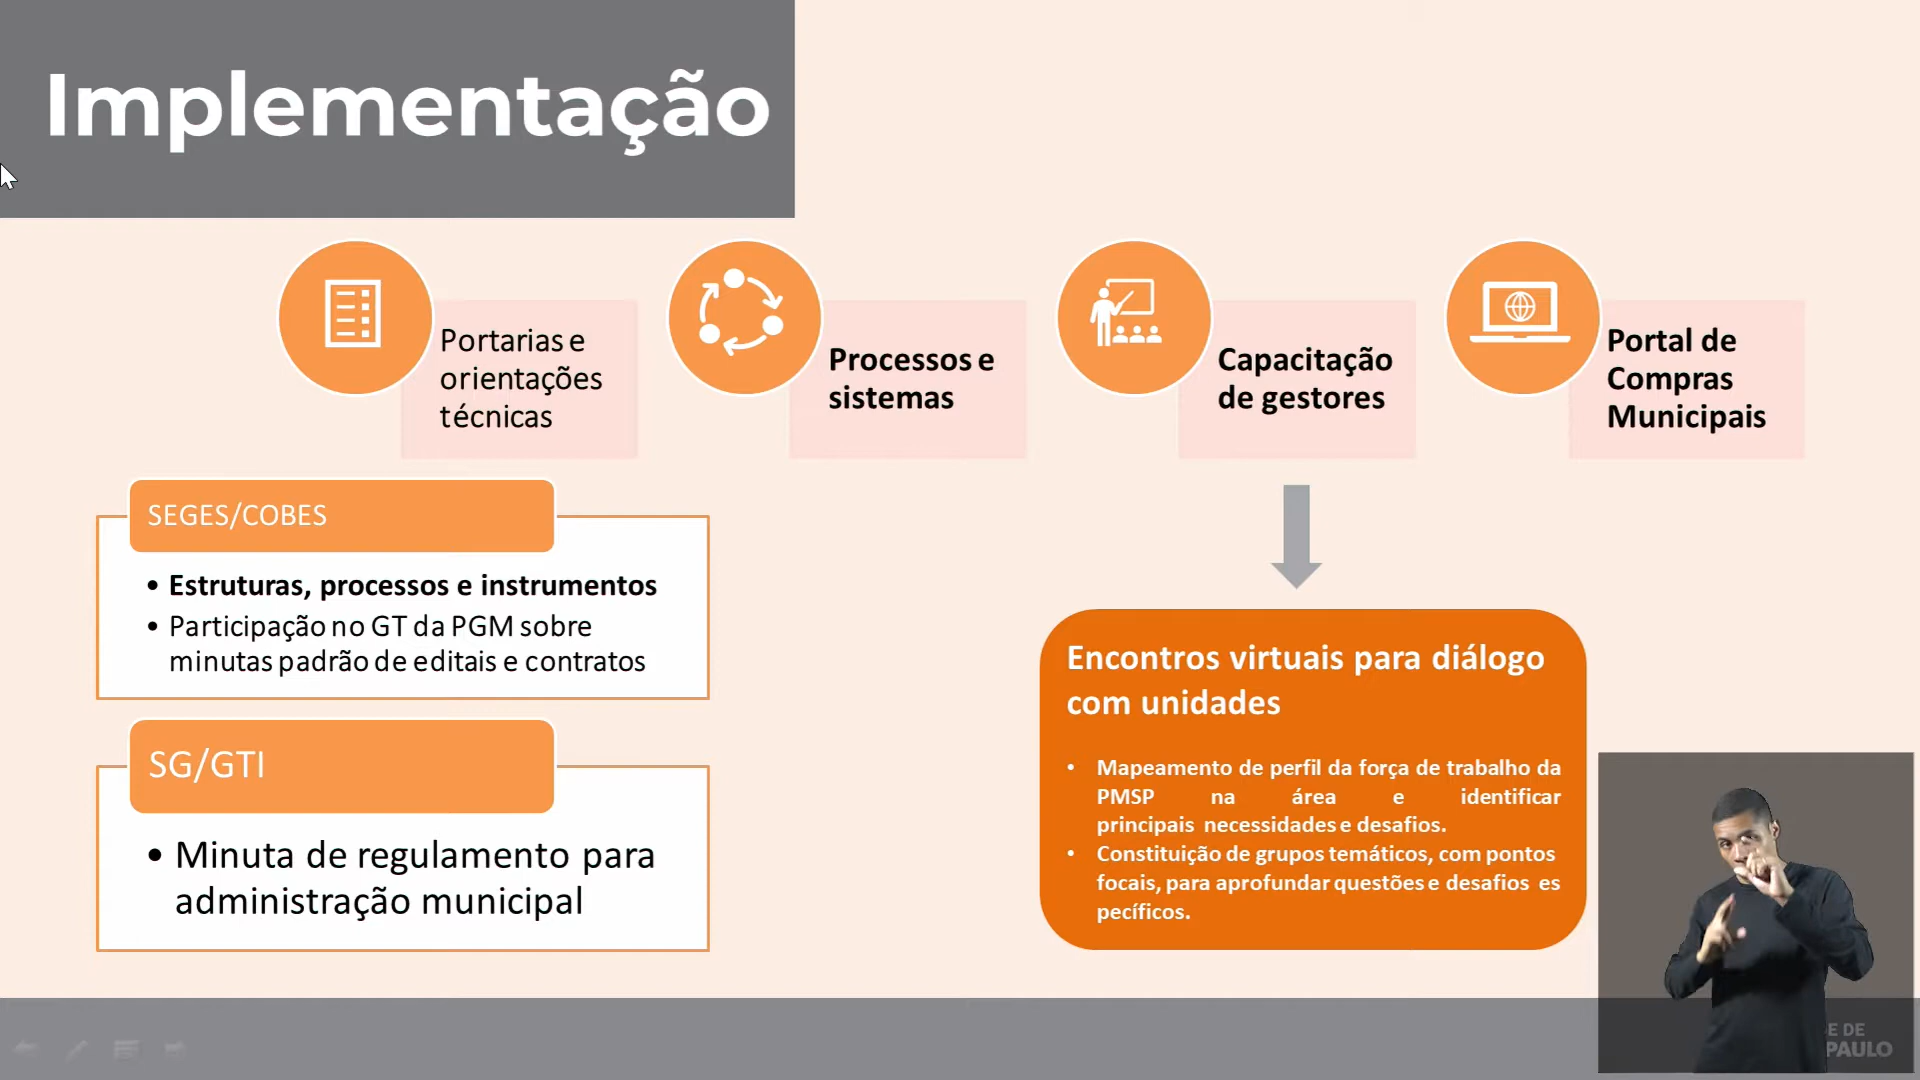 Implementação
Portarias e
orientações
técnicas
Processos e
sistemas
Capacitação
de gestores
Portal de
Compras
Municipais
SEGES/COBES
• Estruturas, processos e instrumentos
• Participação no GT da PGM sobre
minutas padrão de editais e contratos
SG/GTI
• Minuta de regulamento para
administração municipal
Encontros virtuais para diálogo
com unidades
• Mapeamento de perfil da força de trabalho da
PMSP na área e identificar
principais necessidades e desafios.
• Constituição de grupos temáticos, com pontos
focais, para aprofundar questões e desafios es
pecíficos.
E DE
PAULO